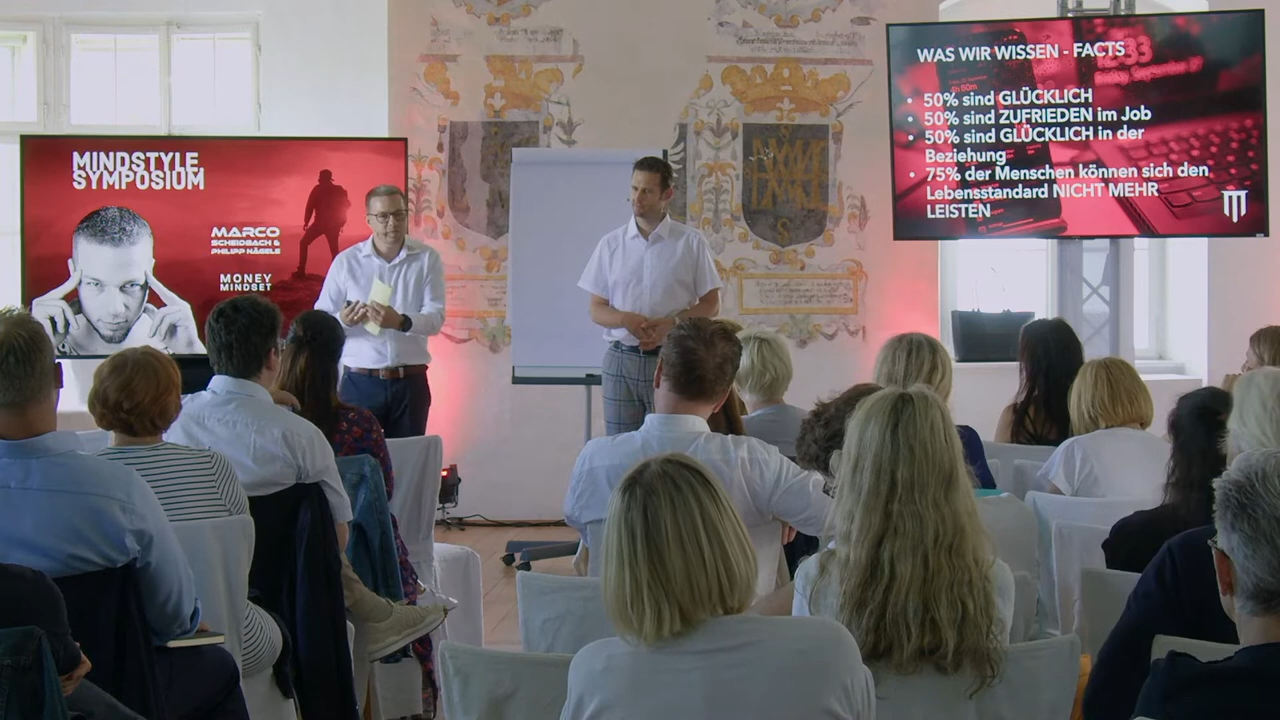 MINDSTYLE
SYMPOSIUM
MARCO
SCHEIDBACH &
PHILIPP NÄGELE
MONEY
MINDSET
WAS WIR WISSEN - FACTS
• 50% sind GLÜCKLICH
• 50% sind ZUFRIEDEN im Job
• 50% sind GLÜCKLICH in der
Beziehung
• 75% der Menschen können sich den
Lebensstandard NICHT MEHR
LEISTEN